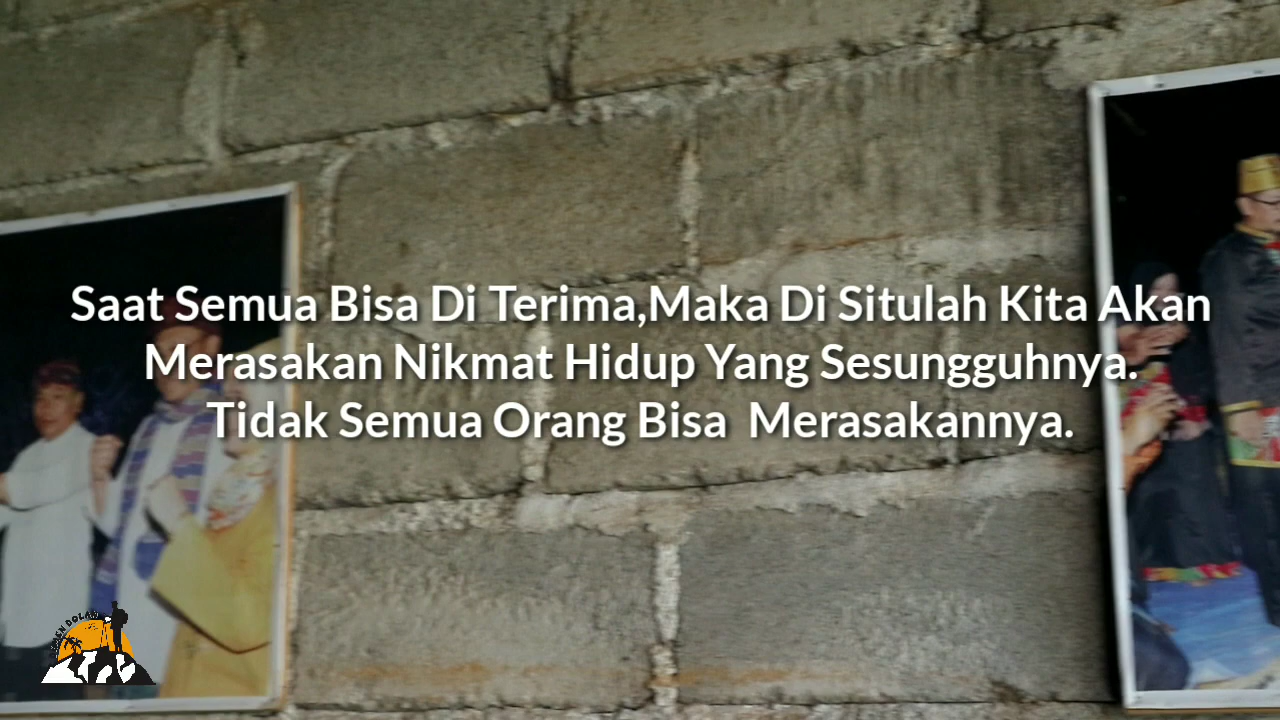 Saat Semua Bisa Di Terima,Maka Di Situlah Kita Akan
Merasakan Nikmat Hidup Yang Sesungguhnya.
Tidak Semua Orang Bisa  Merasakannya.
DOLAN